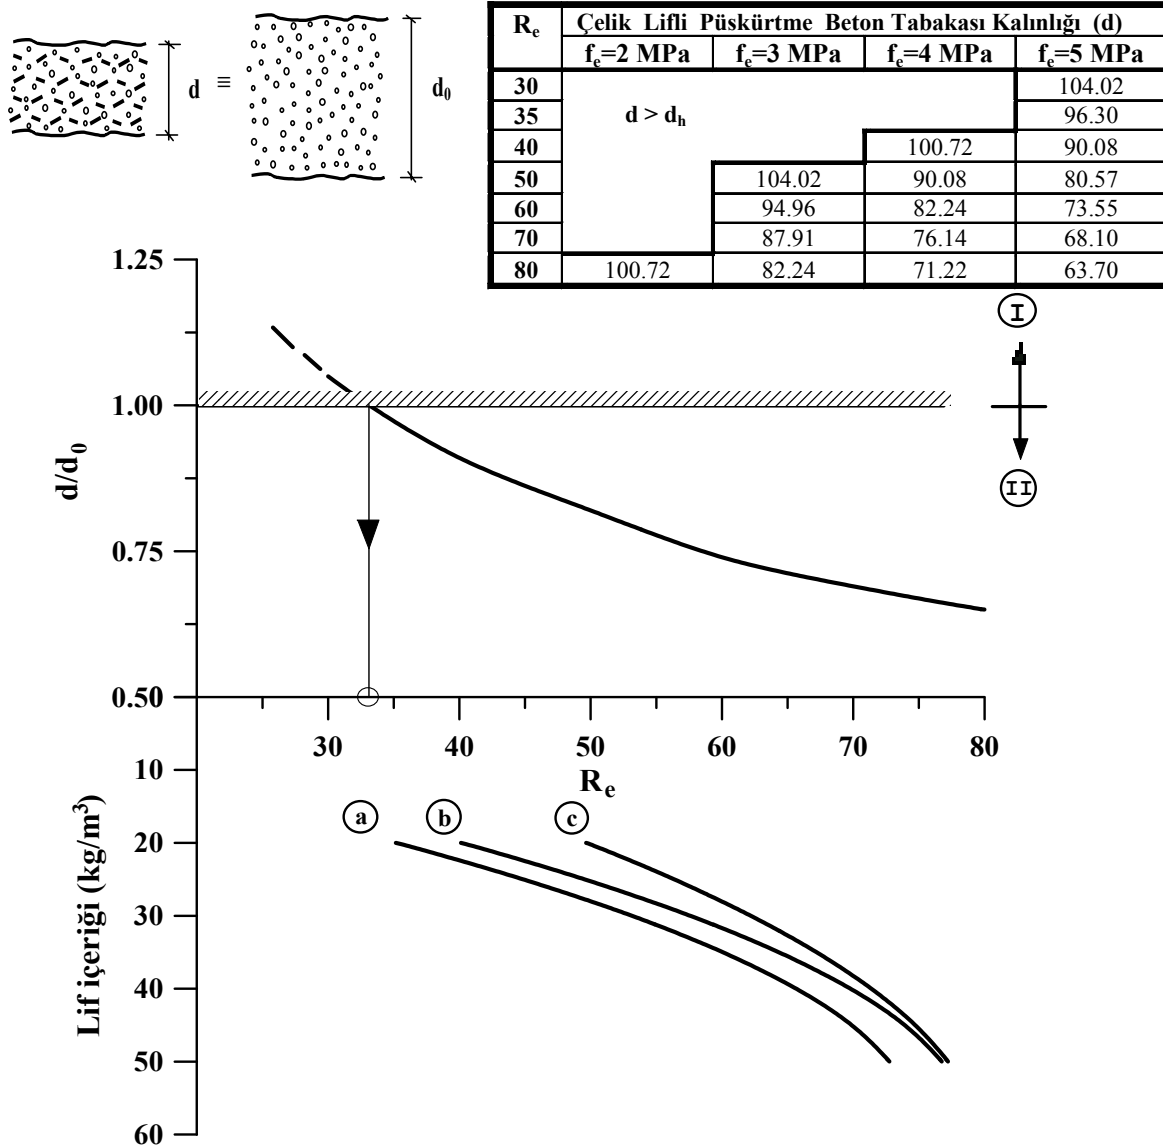 d ≡ d₀
Rₑ Çelik Lifli Püskürtme Beton Tabakası Kalınlığı (d)
fₑ=2 MPa fₑ=3 MPa fₑ=4 MPa fₑ=5 MPa
30 104.02
35 d > dₕ 96.30
40 100.72 90.08
50 104.02 90.08 80.57
60 94.96 82.24 73.55
70 87.91 76.14 68.10
80 100.72 82.24 71.22 63.70
1.25
I
1.00
II
d/d₀
0.75
0.50
30 40 50 60 70 80
Rₑ
10
a b c
20
30
Lif içeriği (kg/m³)
40
50
60